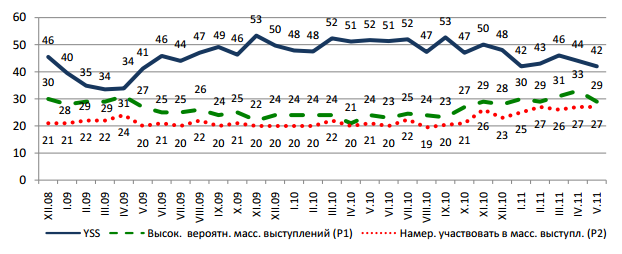 60
50
40
30
20
10
0
46 40 35 34 34 41 46 44 47 49 46 53 50 48 48 52 51 52 52 52 47 53 47 50 48 42 43 46 44 42
30 28 29 29 31 27 25 25 26 24 25 22 24 24 24 24 21 24 23 25 24 23 27 29 28 30 29 31 33 29
21 21 22 22 24 20 21 20 22 20 21 20 20 20 20 22 20 21 20 22 19 20 21 26 23 25 27 26 27 27
XII.08 I.09 II.09 III.09 IV.09 V.09 VI.09 VII.09 VIII.09 IX.09 X.09 XI.09 XII.09 I.10 II.10 III.10 IV.10 V.10 VI.10 VII.10 VIII.10 IX.10 X.10 XI.10 XII.10 I.11 II.11 III.11 IV.11 V.11
YSS Высок. вероятн. масс. выступлений (P1) Намер. участвовать в масс. выступл. (P2)